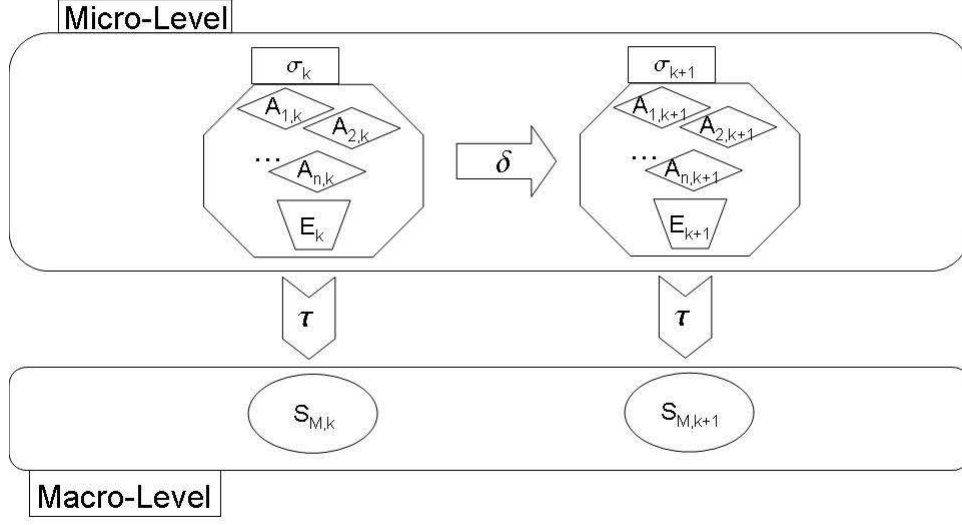 Micro-Level
σk
σk+1
A1,k
A1,k+1
A2,k
A2,k+1
δ
...
An,k
...
An,k+1
Ek
Ek+1
τ
τ
SM,k
SM,k+1
Macro-Level